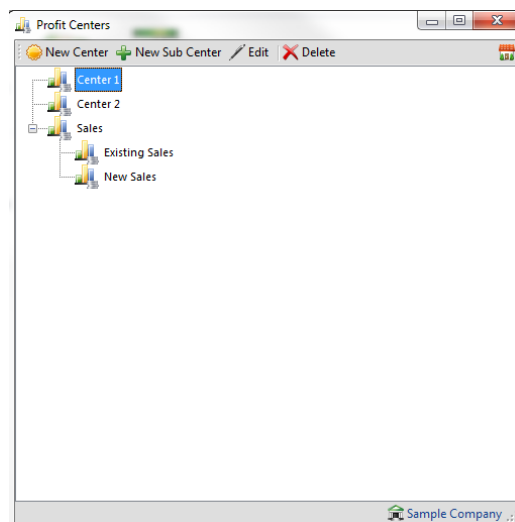 Profit Centers
New Center New Sub Center Edit Delete
Center 1
Center 2
Sales
Existing Sales
New Sales
Sample Company